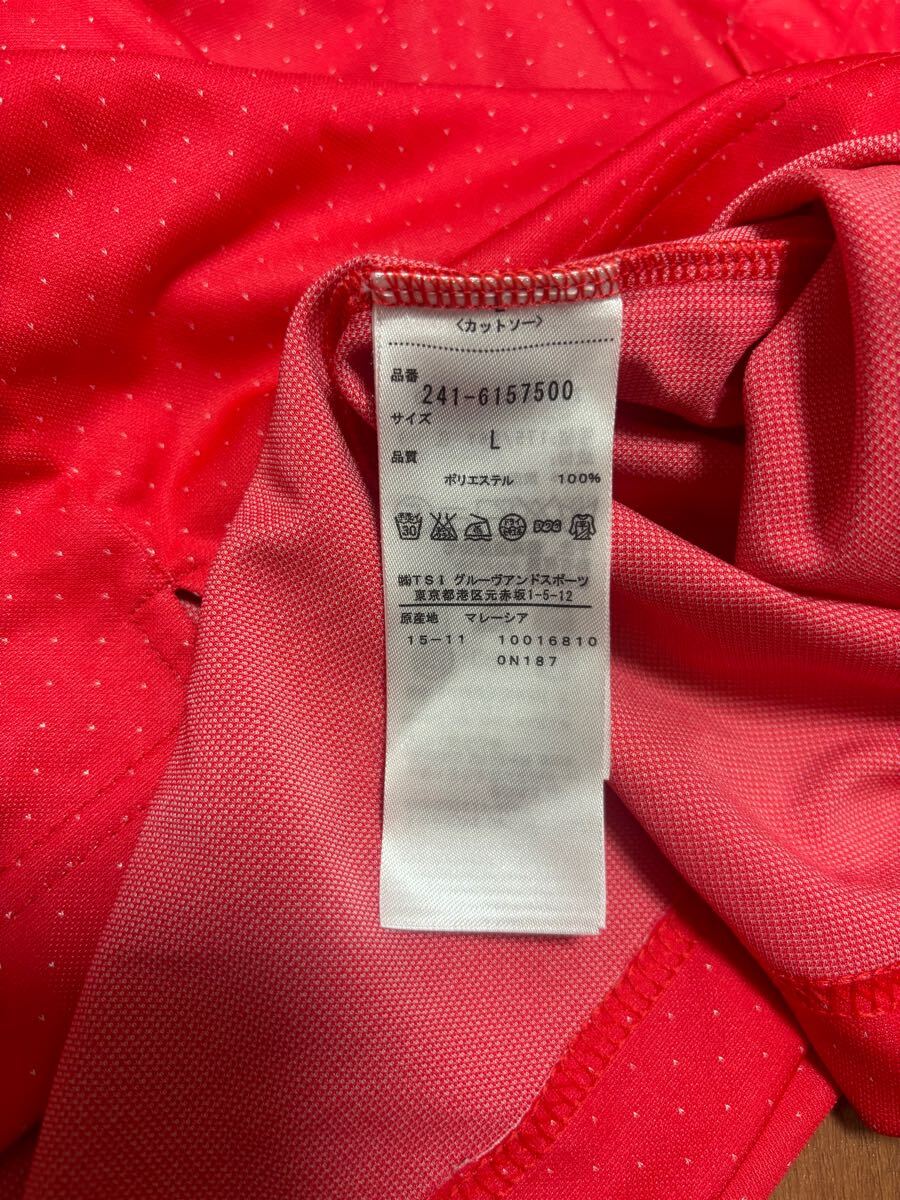 〈カットソー〉
品番
241-6157500
サイズ
L
品質
ポリエステル 100%
30
㈱TSI グルーヴアンドスポーツ
東京都港区元赤坂1-5-12
原産地 マレーシア
15-11 10016810
0N187